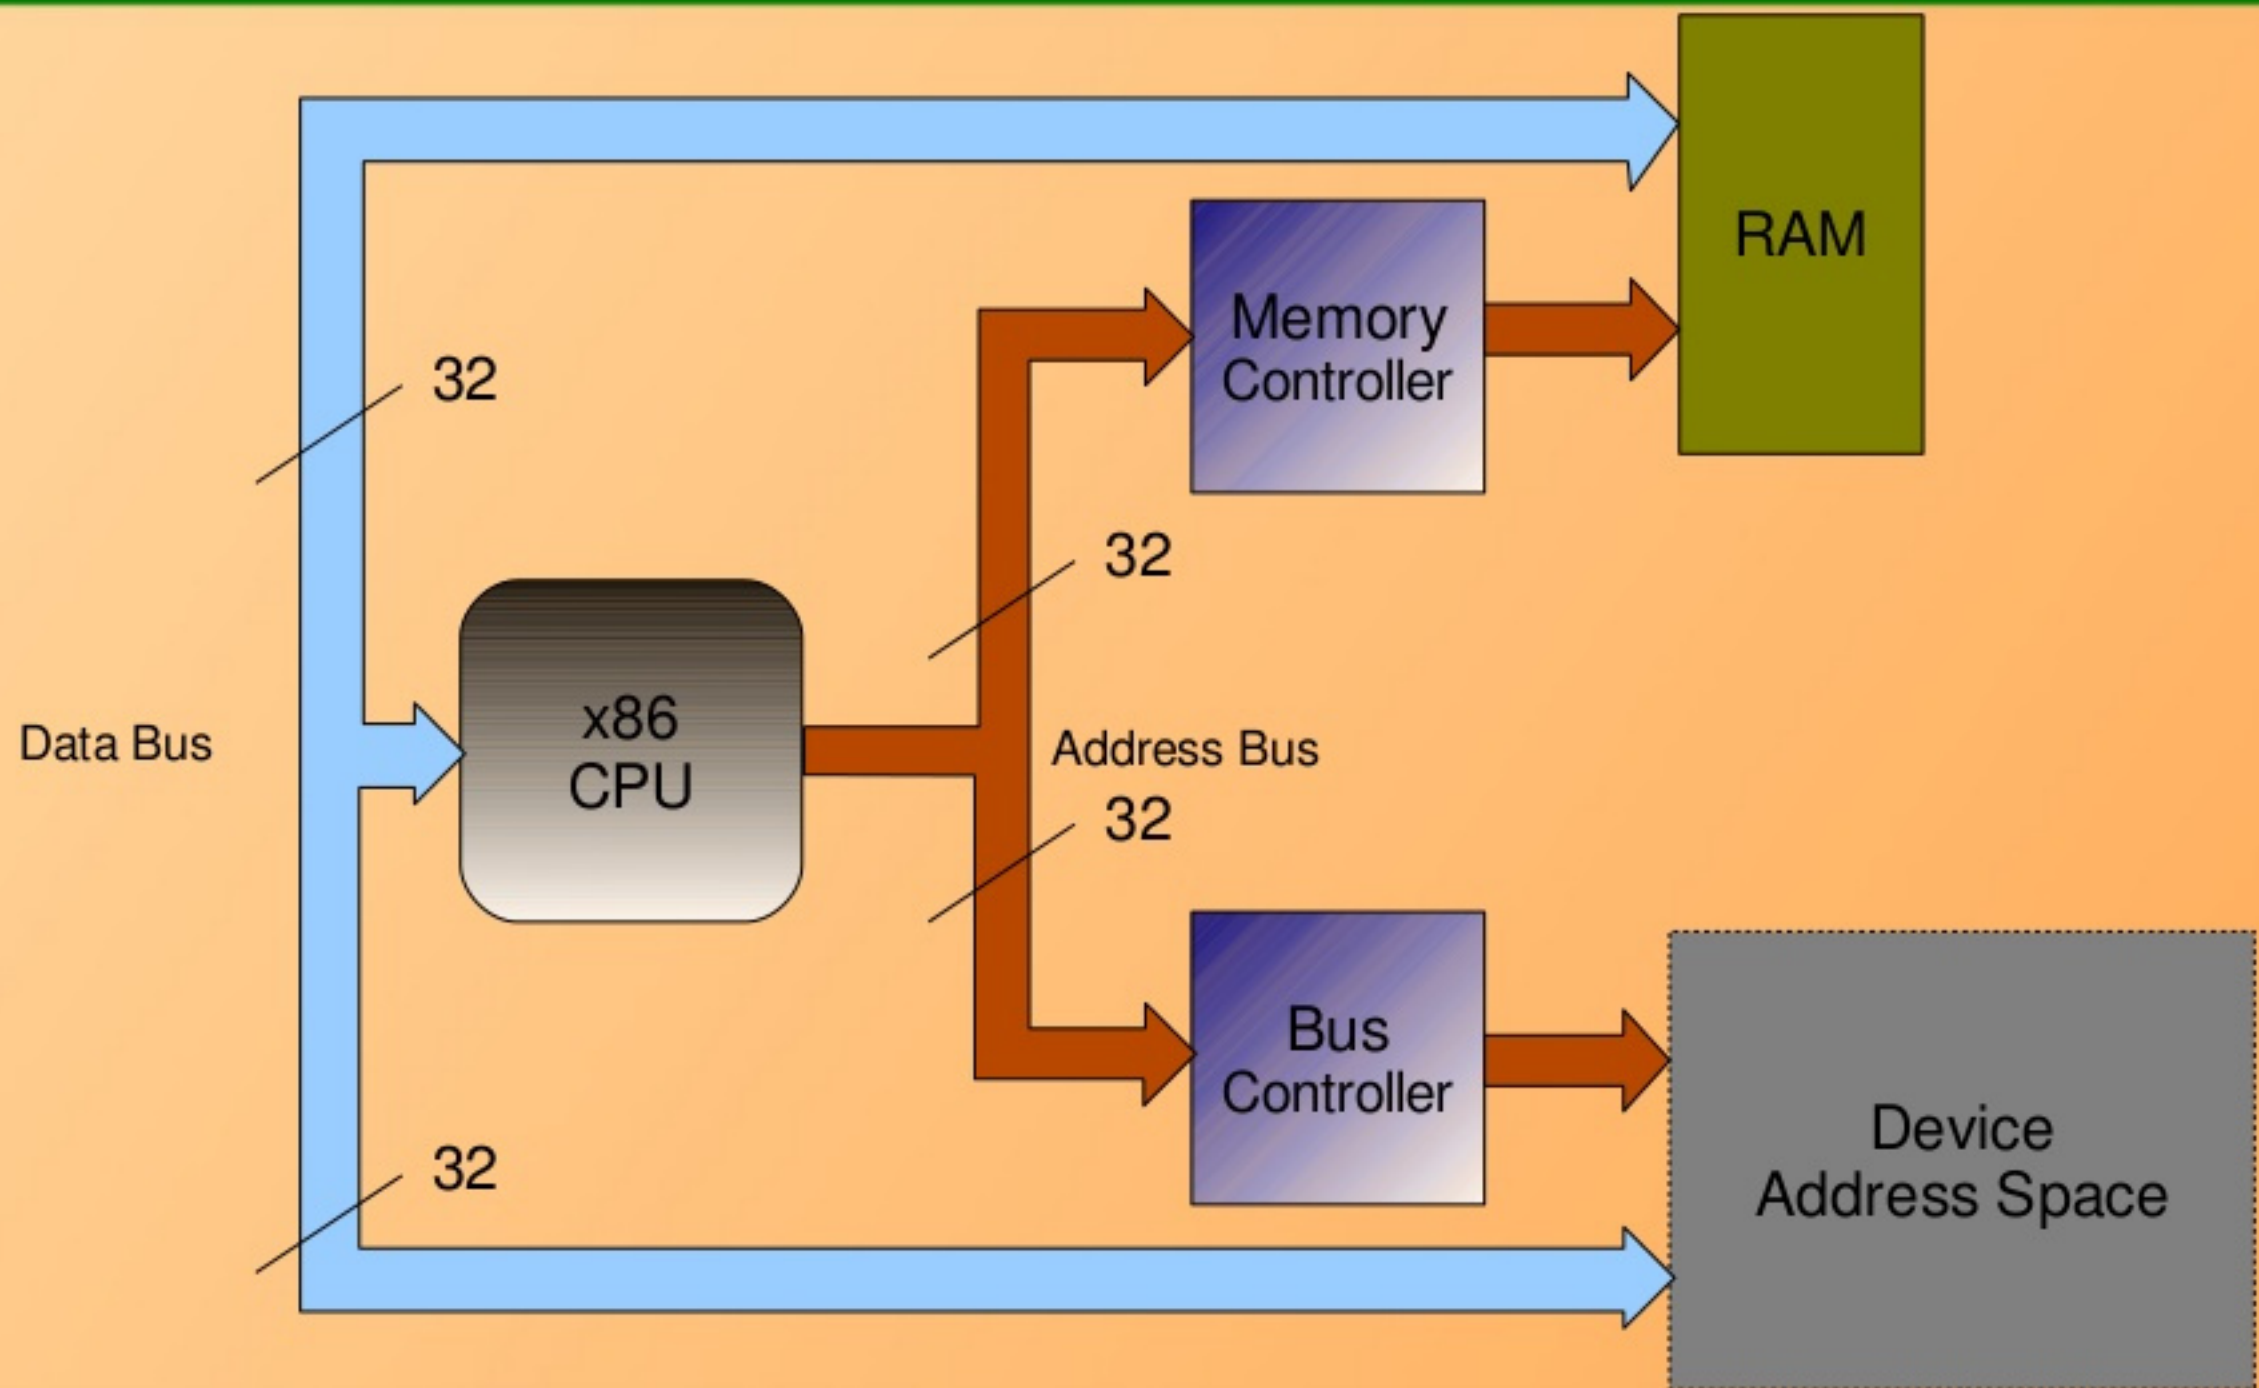 RAM
Memory
Controller
32
32
x86
CPU
Data Bus
Address Bus
32
Bus
Controller
Device
Address Space
32